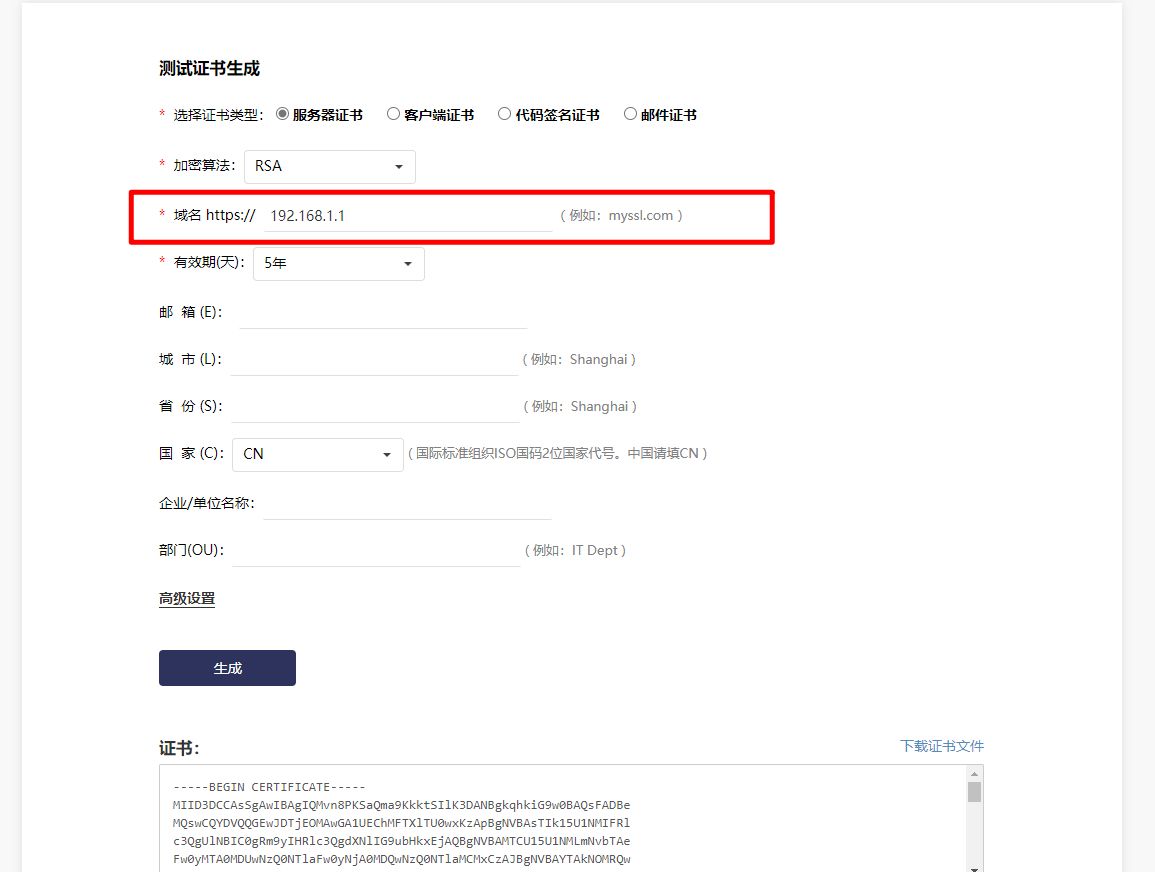 测试证书生成
* 选择证书类型： 服务器证书 客户端证书 代码签名证书 邮件证书
* 加密算法： RSA
* 域名 https:// 192.168.1.1 ( 例如：myssl.com )
* 有效期(天)： 5年
邮 箱 (E)：
城 市 (L)： ( 例如：Shanghai )
省 份 (S)： ( 例如：Shanghai )
国 家 (C)： CN ( 国际标准组织ISO国码2位国家代号。中国请填CN )
企业/单位名称：
部门(OU)： ( 例如：IT Dept )
高级设置
生成
证书： 下载证书文件
-----BEGIN CERTIFICATE-----
MIID3DCCAsSgAwIBAgIQMvn8PKSaQma9KkktSIlK3DANBgkqhkiG9w0BAQsFADBe
MQswCQYDVQQGEwJDTjEOMAwGA1UEChMFTXlTU0wxKzApBgNVBAsTIk15U1NMIFRl
c3QgUlNBIC0gRm9yIHRlc3QgdXNlIG9ubHkxEjAQBgNVBAMTCU15U1NMLmNvbTAe
Fw0yMTA0MDUwNzQ0NTlaFw0yNjA0MDQwNzQ0NTlaMCMxCzAJBgNVBAYTAkNOMRQw